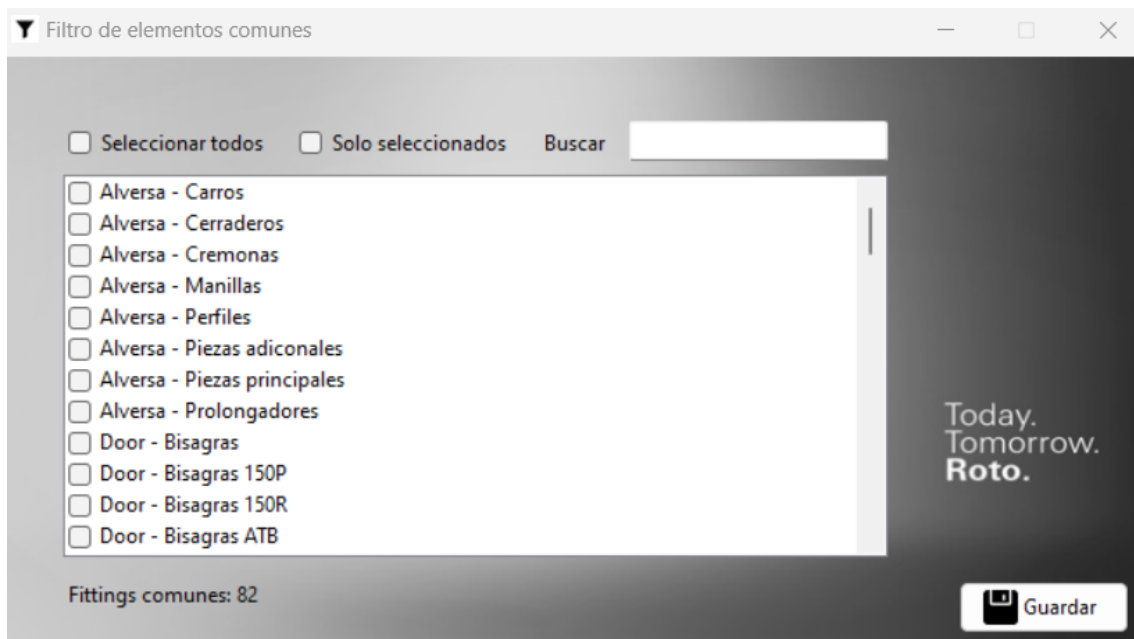 Filtro de elementos comunes
Seleccionar todos Solo seleccionados Buscar
Alversa - Carros
Alversa - Cerraderos
Alversa - Cremonas
Alversa - Manillas
Alversa - Perfiles
Alversa - Piezas adiconales
Alversa - Piezas principales
Alversa - Prolongadores
Door - Bisagras
Door - Bisagras 150P
Door - Bisagras 150R
Door - Bisagras ATB
Today.
Tomorrow.
Roto.
Fittings comunes: 82
Guardar